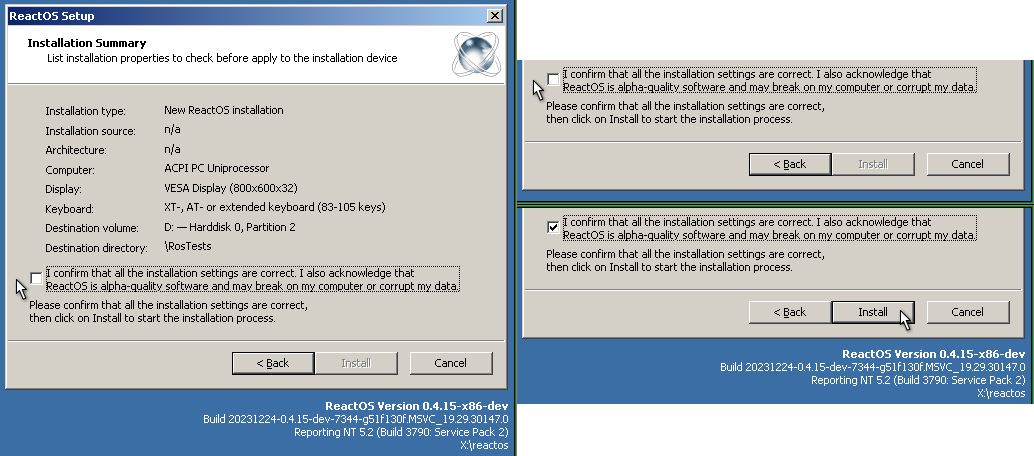 ReactOS Setup
Installation Summary
List installation properties to check before apply to the installation device
Installation type: New ReactOS installation
Installation source: n/a
Architecture: n/a
Computer: ACPI PC Uniprocessor
Display: VESA Display (800x600x32)
Keyboard: XT-, AT- or extended keyboard (83-105 keys)
Destination volume: D: — Harddisk 0, Partition 2
Destination directory: \RosTests
I confirm that all the installation settings are correct. I also acknowledge that
ReactOS is alpha-quality software and may break on my computer or corrupt my data.
Please confirm that all the installation settings are correct,
then click on Install to start the installation process.
< Back Install Cancel
ReactOS Version 0.4.15-x86-dev
Build 20231224-0.4.15-dev-7344-g51f130f.MSVC_19.29.30147.0
Reporting NT 5.2 (Build 3790: Service Pack 2)
X:\reactos
I confirm that all the installation settings are correct. I also acknowledge that
ReactOS is alpha-quality software and may break on my computer or corrupt my data.
Please confirm that all the installation settings are correct,
then click on Install to start the installation process.
< Back Install Cancel
I confirm that all the installation settings are correct. I also acknowledge that
ReactOS is alpha-quality software and may break on my computer or corrupt my data.
Please confirm that all the installation settings are correct,
then click on Install to start the installation process.
< Back Install Cancel
ReactOS Version 0.4.15-x86-dev
Build 20231224-0.4.15-dev-7344-g51f130f.MSVC_19.29.30147.0
Reporting NT 5.2 (Build 3790: Service Pack 2)
X:\reactos